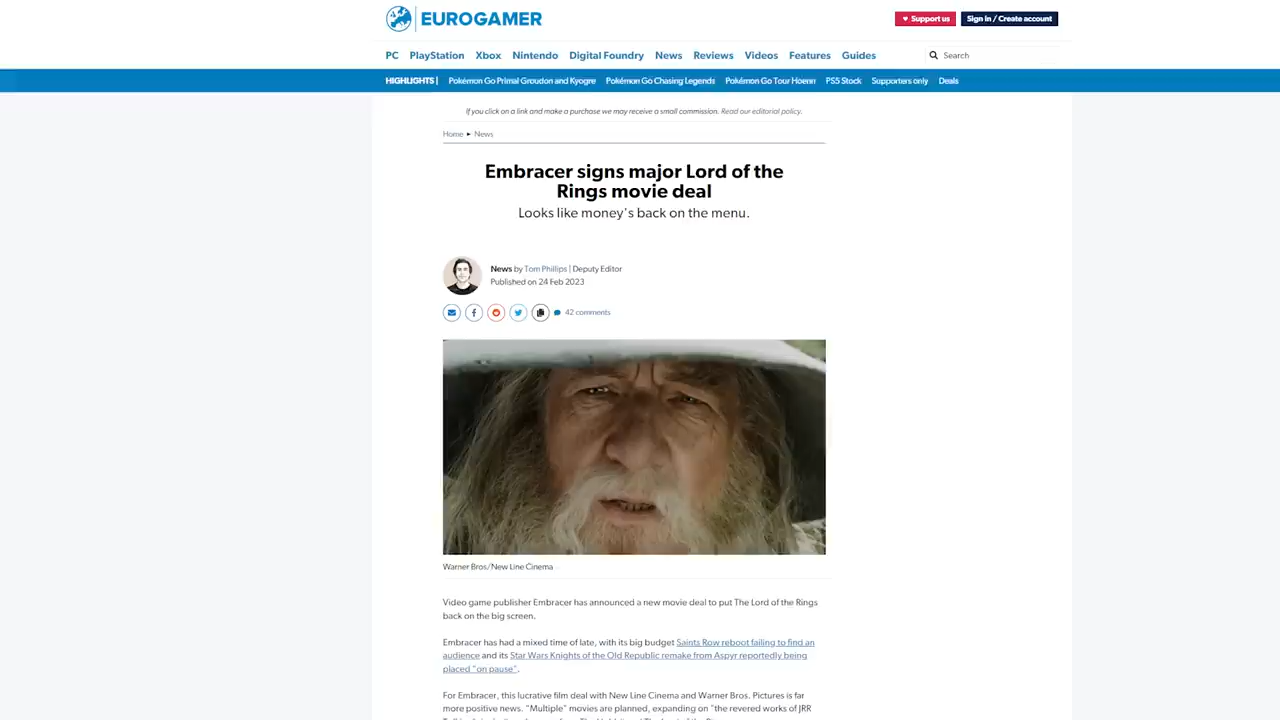 EUROGAMER
Support us
Sign in / Create account
PC PlayStation Xbox Nintendo Digital Foundry News Reviews Videos Features Guides
Search
HIGHLIGHTS | Pokémon Go Primal Groudon and Kyogre Pokémon Go Chasing Legends Pokémon Go Tour Hoenn PS5 Stock Supporters only Deals
If you click on a link and make a purchase we may receive a small commission. Read our editorial policy.
Home ▸ News
Embracer signs major Lord of the
Rings movie deal
Looks like money's back on the menu.
News by Tom Phillips | Deputy Editor
Published on 24 Feb 2023
42 comments
Warner Bros/New Line Cinema
Video game publisher Embracer has announced a new movie deal to put The Lord of the Rings
back on the big screen.
Embracer has had a mixed time of late, with its big budget Saints Row reboot failing to find an
audience and its Star Wars Knights of the Old Republic remake from Aspyr reportedly being
placed "on pause".
For Embracer, this lucrative film deal with New Line Cinema and Warner Bros. Pictures is far
more positive news. "Multiple" movies are planned, expanding on "the revered works of JRR